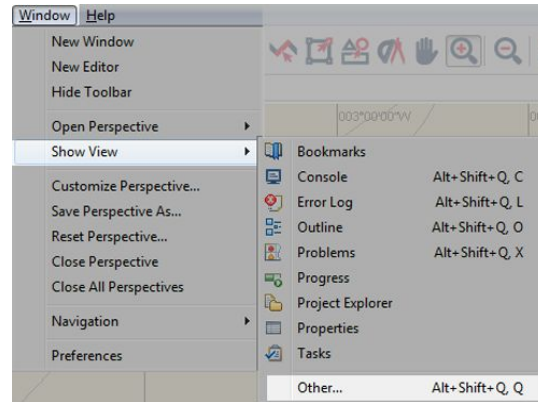 Window Help
New Window
New Editor
Hide Toolbar
Open Perspective
Show View
Customize Perspective...
Save Perspective As...
Reset Perspective...
Close Perspective
Close All Perspectives
Navigation
Preferences
003°00'00"W
Bookmarks
Console Alt+Shift+Q, C
Error Log Alt+Shift+Q, L
Outline Alt+Shift+Q, O
Problems Alt+Shift+Q, X
Progress
Project Explorer
Properties
Tasks
Other... Alt+Shift+Q, Q